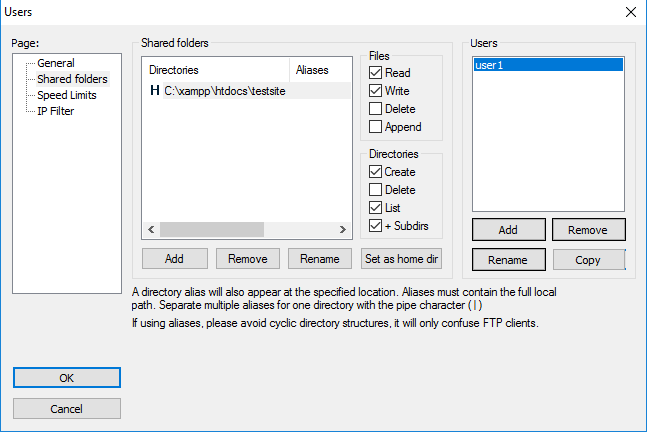 Users
Page:
General
Shared folders
Speed Limits
IP Filter
Shared folders
Directories Aliases
H C:\xampp\htdocs\testsite
Files
Read
Write
Delete
Append
Directories
Create
Delete
List
+ Subdirs
Add Remove Rename Set as home dir
Users
user1
Add Remove
Rename Copy
A directory alias will also appear at the specified location. Aliases must contain the full local
path. Separate multiple aliases for one directory with the pipe character ( | )
If using aliases, please avoid cyclic directory structures, it will only confuse FTP clients.
OK
Cancel